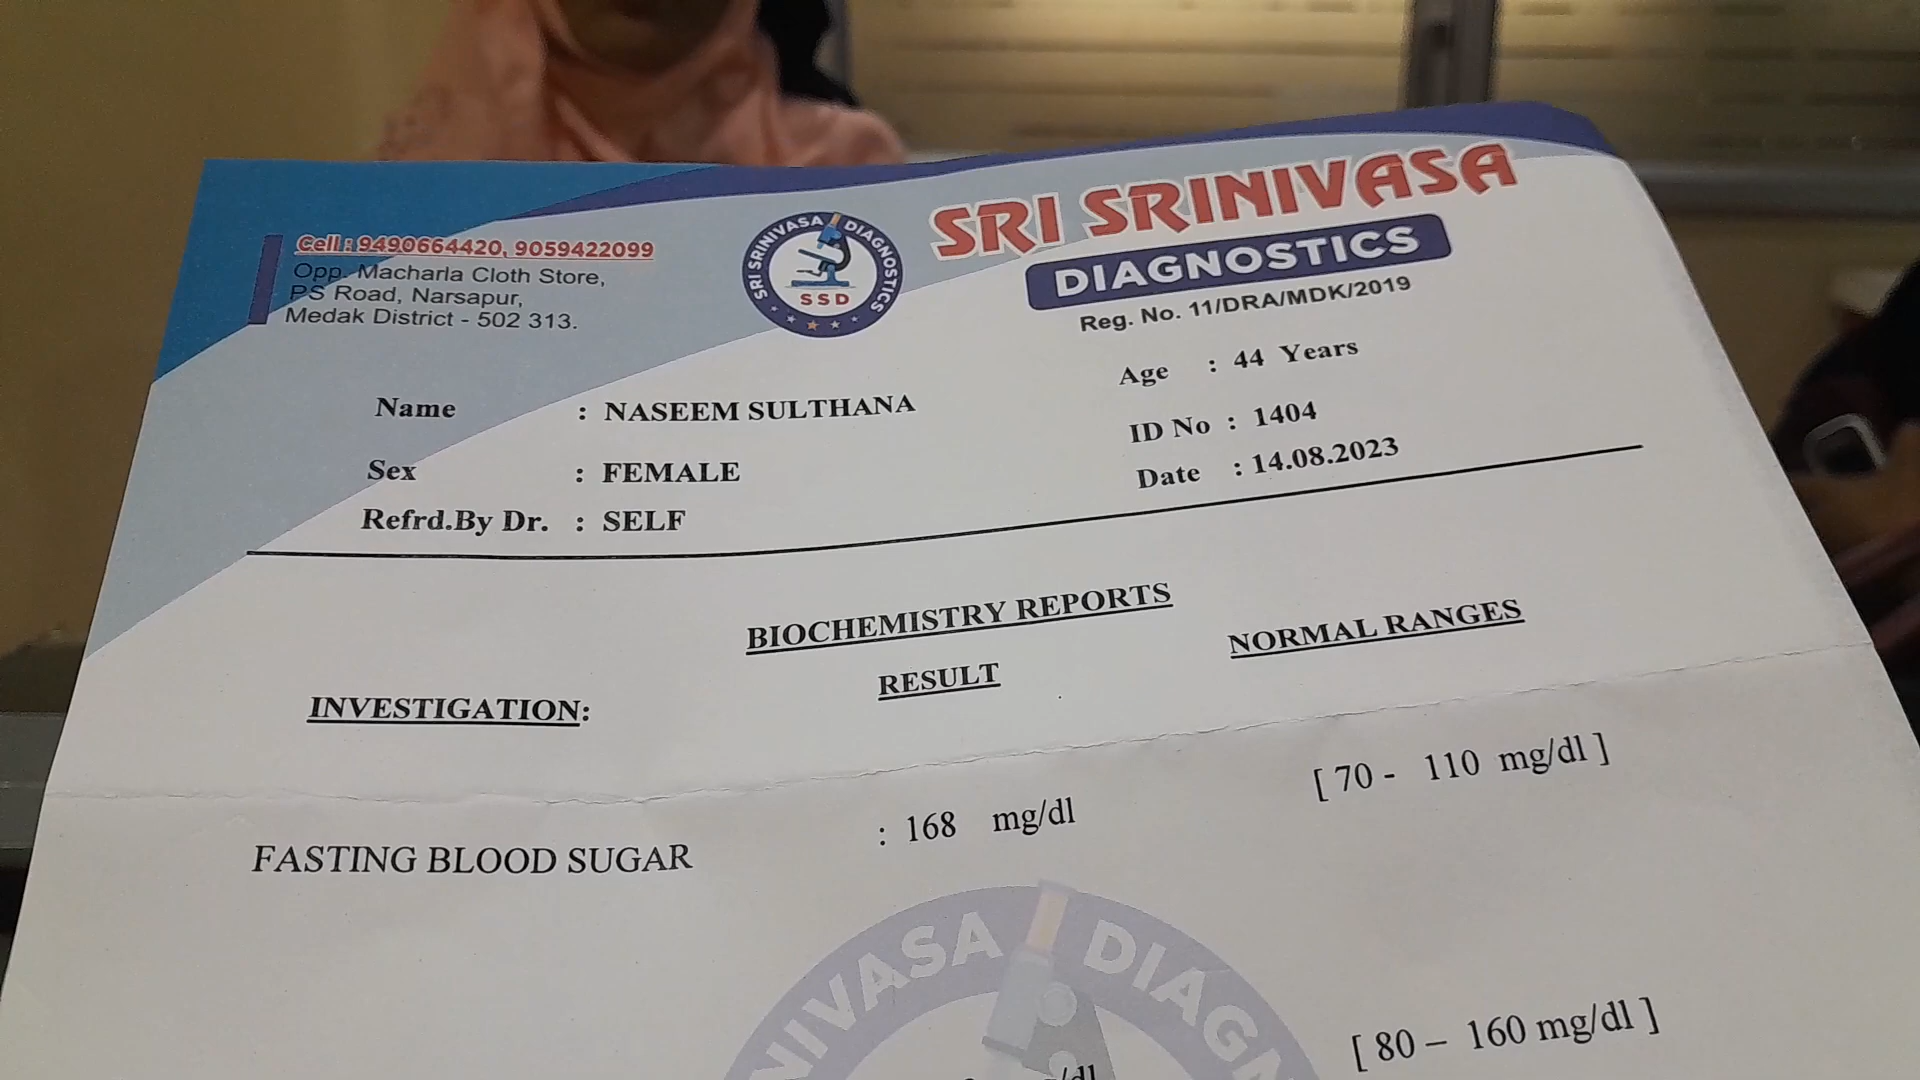 Cell : 9490664420, 9059422099
Opp. Macharla Cloth Store,
PS Road, Narsapur,
Medak District - 502 313.
SRI SRINIVASA DIAGNOSTICS
SSD
SRI SRINIVASA
DIAGNOSTICS
Reg. No. 11/DRA/MDK/2019
Name : NASEEM SULTHANA
Age : 44 Years
Sex : FEMALE
ID No : 1404
Refrd.By Dr. : SELF
Date : 14.08.2023
BIOCHEMISTRY REPORTS
INVESTIGATION: RESULT NORMAL RANGES
FASTING BLOOD SUGAR : 168 mg/dl [ 70 - 110 mg/dl ]
NIVASA DIAGN
[ 80 – 160 mg/dl ]